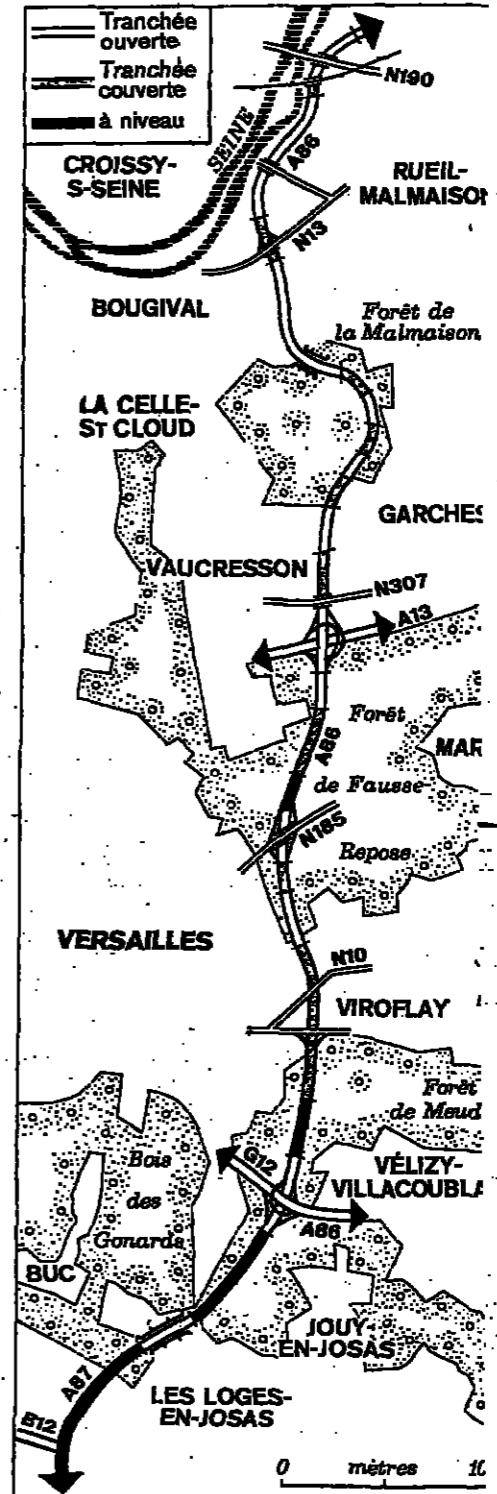 Tranchée
ouverte
Tranchée
couverte
à niveau
N190
SEINE
A86
CROISSY-
S-SEINE
RUEIL-
MALMAISON
N13
BOUGIVAL
Forêt de
la Malmaison
LA CELLE-
ST CLOUD
GARCHES
VAUCRESSON
N307
A13
Forêt
A86
MAR
de Fausse-
N185
Repose
VERSAILLES
N10
VIROFLAY
Forêt
de Meud
Bois
des
Gonards
G12
VÉLIZY-
VILLACOUBLA
A86
BUC
JOUY-
EN-JOSAS
A87
LES LOGES-
EN-JOSAS
B12
0 mètres 10